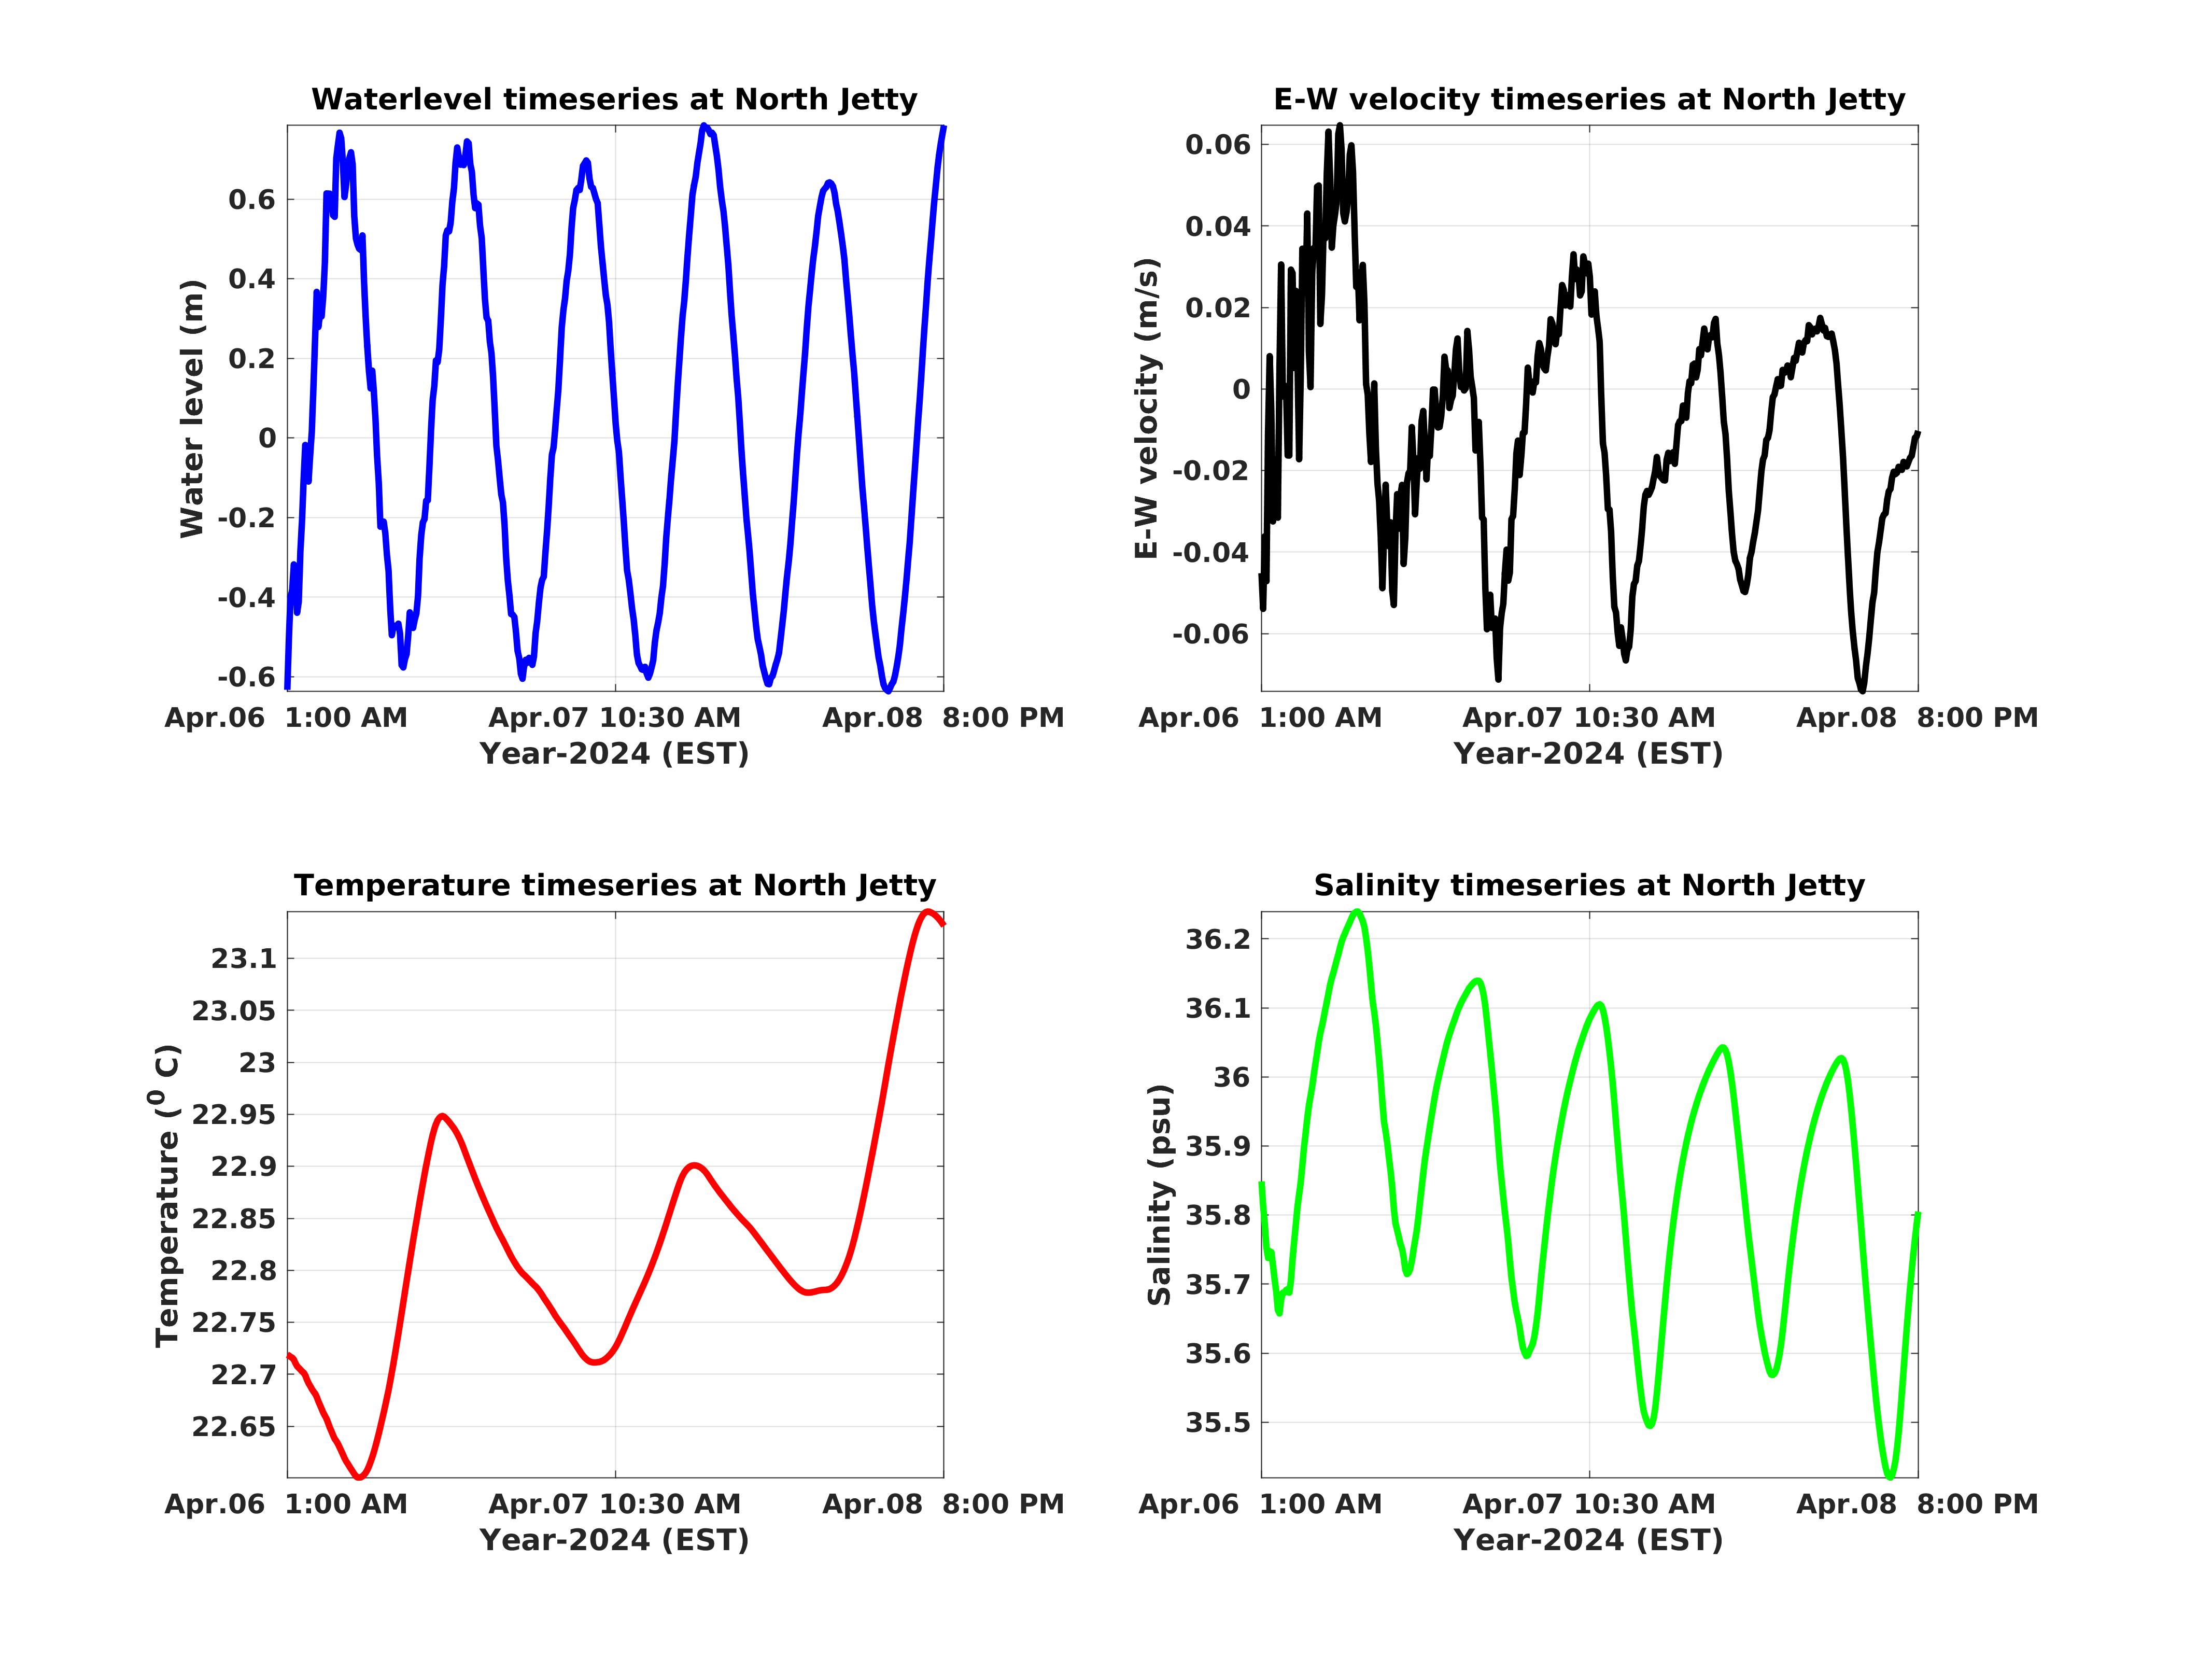 Waterlevel timeseries at North Jetty
Water level (m)
0.6
0.4
0.2
0
-0.2
-0.4
-0.6
Apr.06 1:00 AM Apr.07 10:30 AM Apr.08 8:00 PM
Year-2024 (EST)
E-W velocity timeseries at North Jetty
E-W velocity (m/s)
0.06
0.04
0.02
0
-0.02
-0.04
-0.06
Apr.06 1:00 AM Apr.07 10:30 AM Apr.08 8:00 PM
Year-2024 (EST)
Temperature timeseries at North Jetty
Temperature (⁰ C)
23.1
23.05
23
22.95
22.9
22.85
22.8
22.75
22.7
22.65
Apr.06 1:00 AM Apr.07 10:30 AM Apr.08 8:00 PM
Year-2024 (EST)
Salinity timeseries at North Jetty
Salinity (psu)
36.2
36.1
36
35.9
35.8
35.7
35.6
35.5
Apr.06 1:00 AM Apr.07 10:30 AM Apr.08 8:00 PM
Year-2024 (EST)